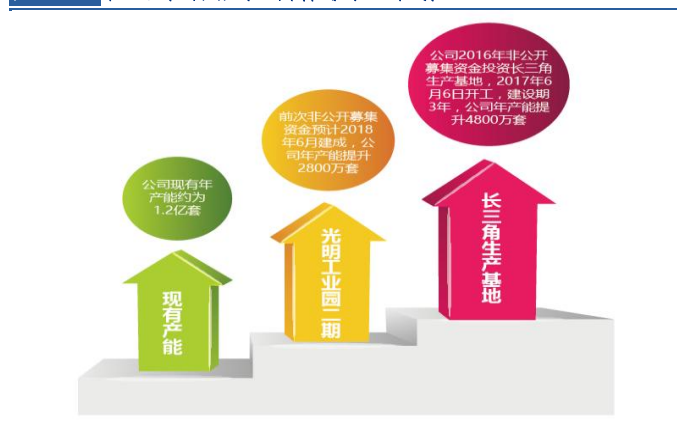 公司2016年非公开
募集资金投资长三角
生产基地，2017年6
月6日开工，建设期
3年，公司年产能提
升4800万套
前次非公开募集
资金预计2018
年6月建成，公
司年产能提升
2800万套
公司现有年
产能约为
1.2亿套
现有产能
光明工业园二期
长三角生产基地